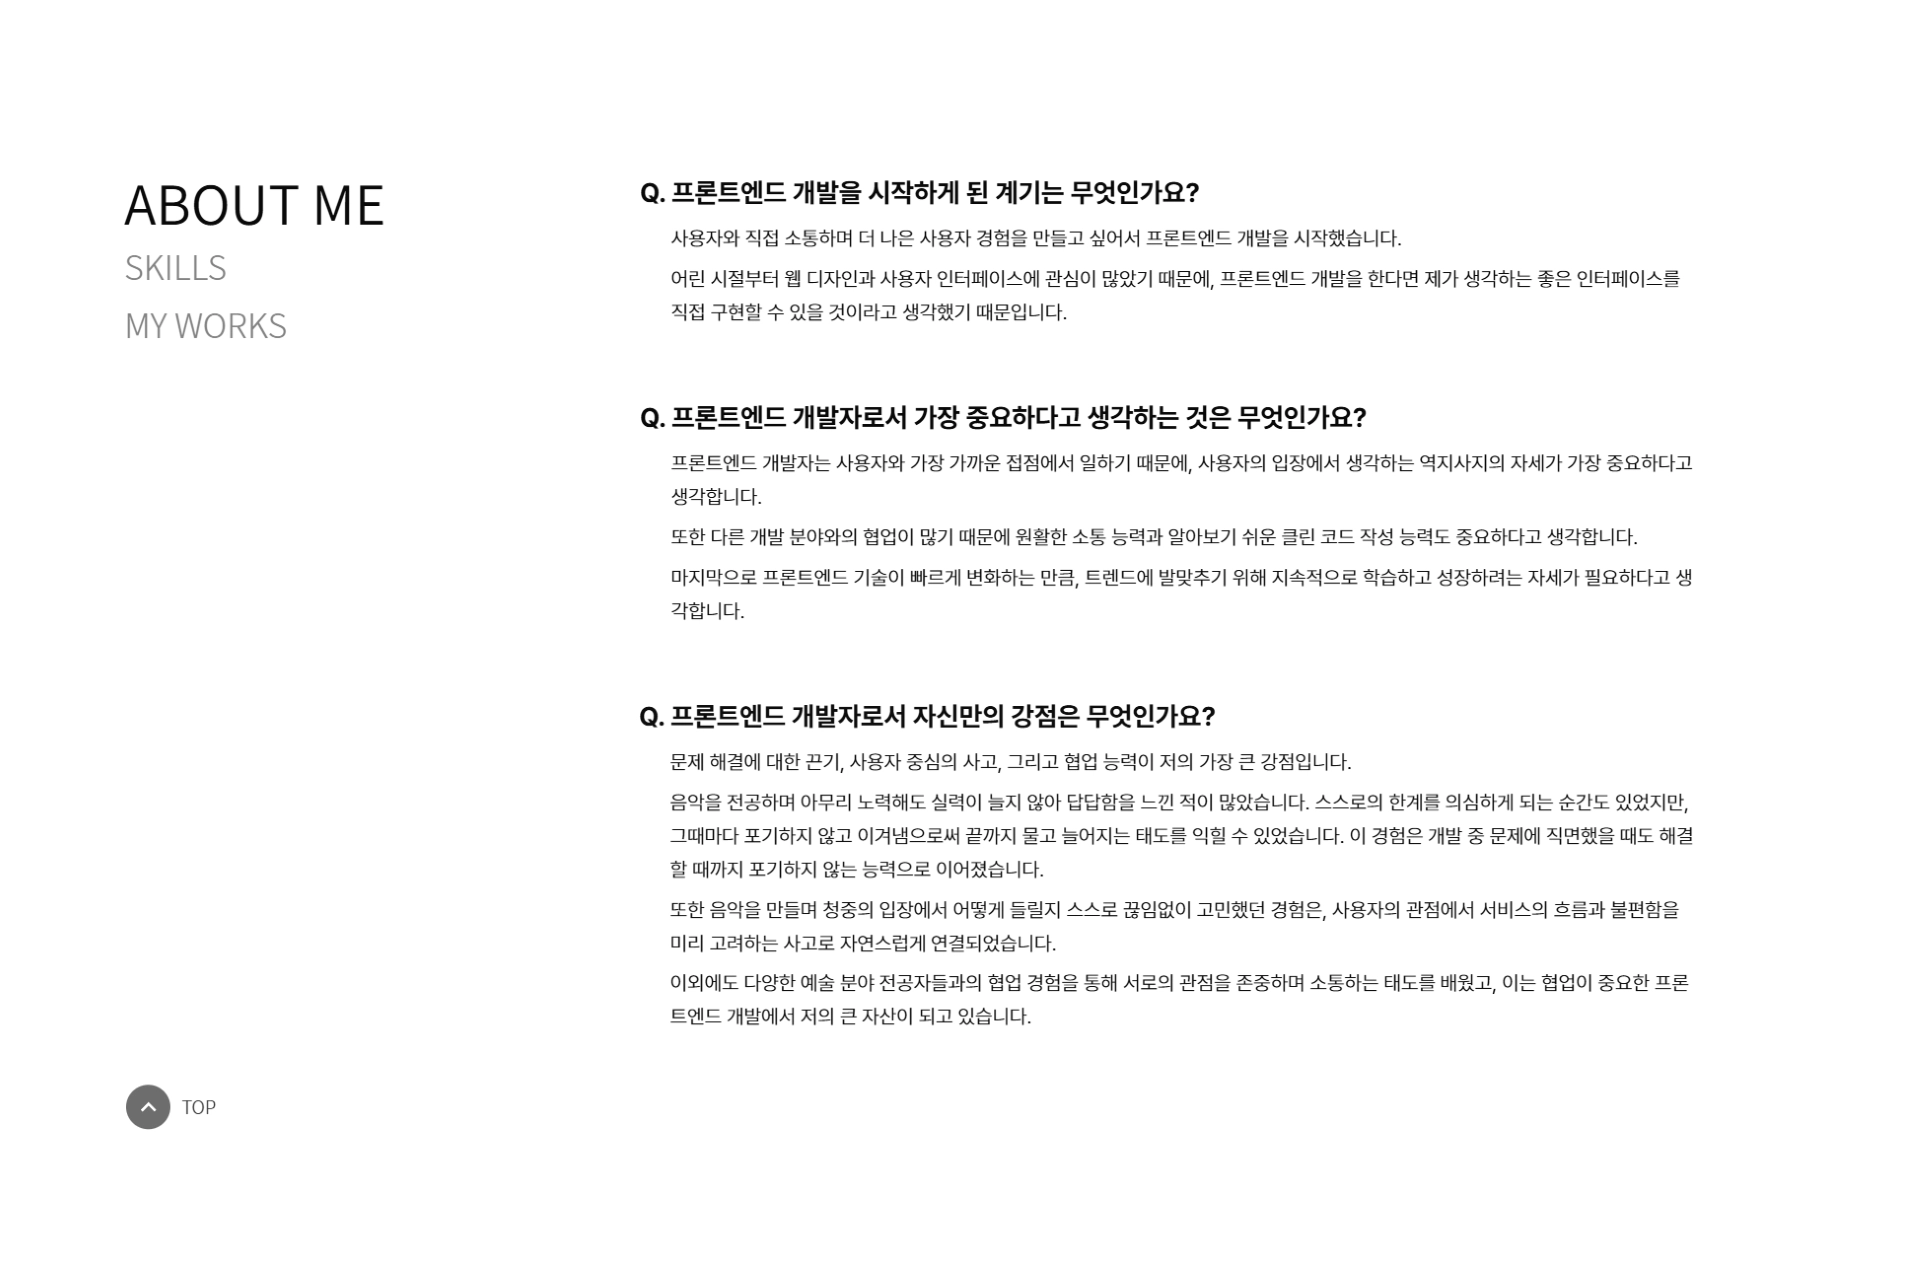 ABOUT ME
SKILLS
MY WORKS
Q. 프론트엔드 개발을 시작하게 된 계기는 무엇인가요?
사용자와 직접 소통하며 더 나은 사용자 경험을 만들고 싶어서 프론트엔드 개발을 시작했습니다.
어린 시절부터 웹 디자인과 사용자 인터페이스에 관심이 많았기 때문에, 프론트엔드 개발을 한다면 제가 생각하는 좋은 인터페이스를
직접 구현할 수 있을 것이라고 생각했기 때문입니다.
Q. 프론트엔드 개발자로서 가장 중요하다고 생각하는 것은 무엇인가요?
프론트엔드 개발자는 사용자와 가장 가까운 접점에서 일하기 때문에, 사용자의 입장에서 생각하는 역지사지의 자세가 가장 중요하다고
생각합니다.
또한 다른 개발 분야와의 협업이 많기 때문에 원활한 소통 능력과 알아보기 쉬운 클린 코드 작성 능력도 중요하다고 생각합니다.
마지막으로 프론트엔드 기술이 빠르게 변화하는 만큼, 트렌드에 발맞추기 위해 지속적으로 학습하고 성장하려는 자세가 필요하다고 생
각합니다.
Q. 프론트엔드 개발자로서 자신만의 강점은 무엇인가요?
문제 해결에 대한 끈기, 사용자 중심의 사고, 그리고 협업 능력이 저의 가장 큰 강점입니다.
음악을 전공하며 아무리 노력해도 실력이 늘지 않아 답답함을 느낀 적이 많았습니다. 스스로의 한계를 의심하게 되는 순간도 있었지만,
그때마다 포기하지 않고 이겨냄으로써 끝까지 물고 늘어지는 태도를 익힐 수 있었습니다. 이 경험은 개발 중 문제에 직면했을 때도 해결
할 때까지 포기하지 않는 능력으로 이어졌습니다.
또한 음악을 만들며 청중의 입장에서 어떻게 들릴지 스스로 끊임없이 고민했던 경험은, 사용자의 관점에서 서비스의 흐름과 불편함을
미리 고려하는 사고로 자연스럽게 연결되었습니다.
이외에도 다양한 예술 분야 전공자들과의 협업 경험을 통해 서로의 관점을 존중하며 소통하는 태도를 배웠고, 이는 협업이 중요한 프론
트엔드 개발에서 저의 큰 자산이 되고 있습니다.
TOP